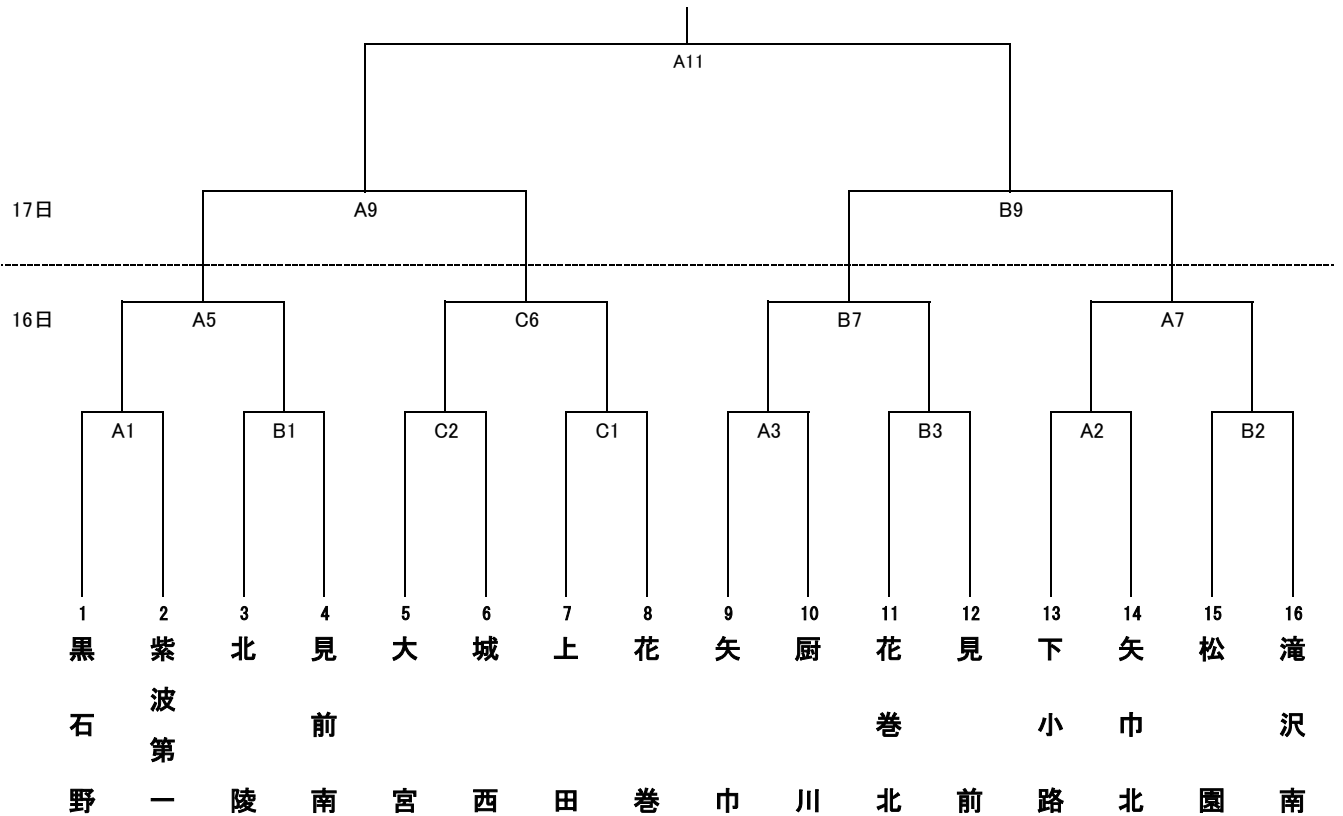 A11
17日
A9
B9
16日
A5
C6
B7
A7
A1
B1
C2
C1
A3
B3
A2
B2
1
2
3
4
5
6
7
8
9
10
11
12
13
14
15
16
黒石野
紫波第一
北陵
見前南
大宮
城西
上田
花巻
矢巾
厨川
花巻北
見前
下小路
矢巾北
松園
滝沢南